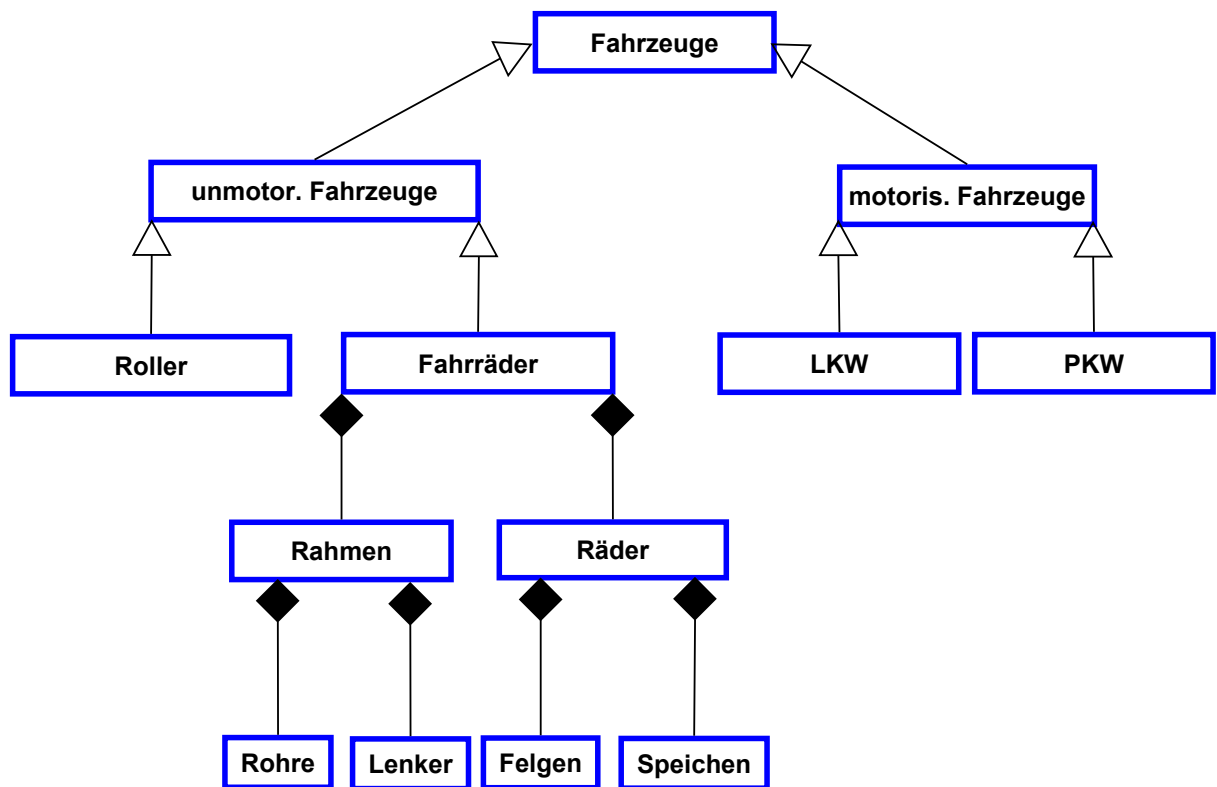 Fahrzeuge
unmotor. Fahrzeuge
motoris. Fahrzeuge
Roller
Fahrräder
LKW
PKW
Rahmen
Räder
Rohre
Lenker
Felgen
Speichen